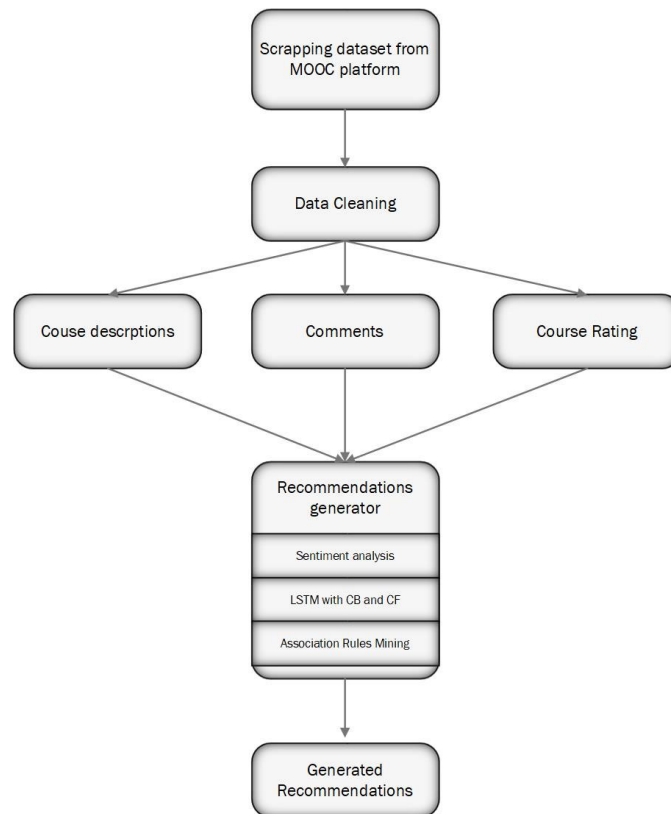 Scrapping dataset from
MOOC platform
Data Cleaning
Couse descrptions
Comments
Course Rating
Recommendations
generator
Sentiment analysis
LSTM with CB and CF
Association Rules Mining
Generated
Recommendations